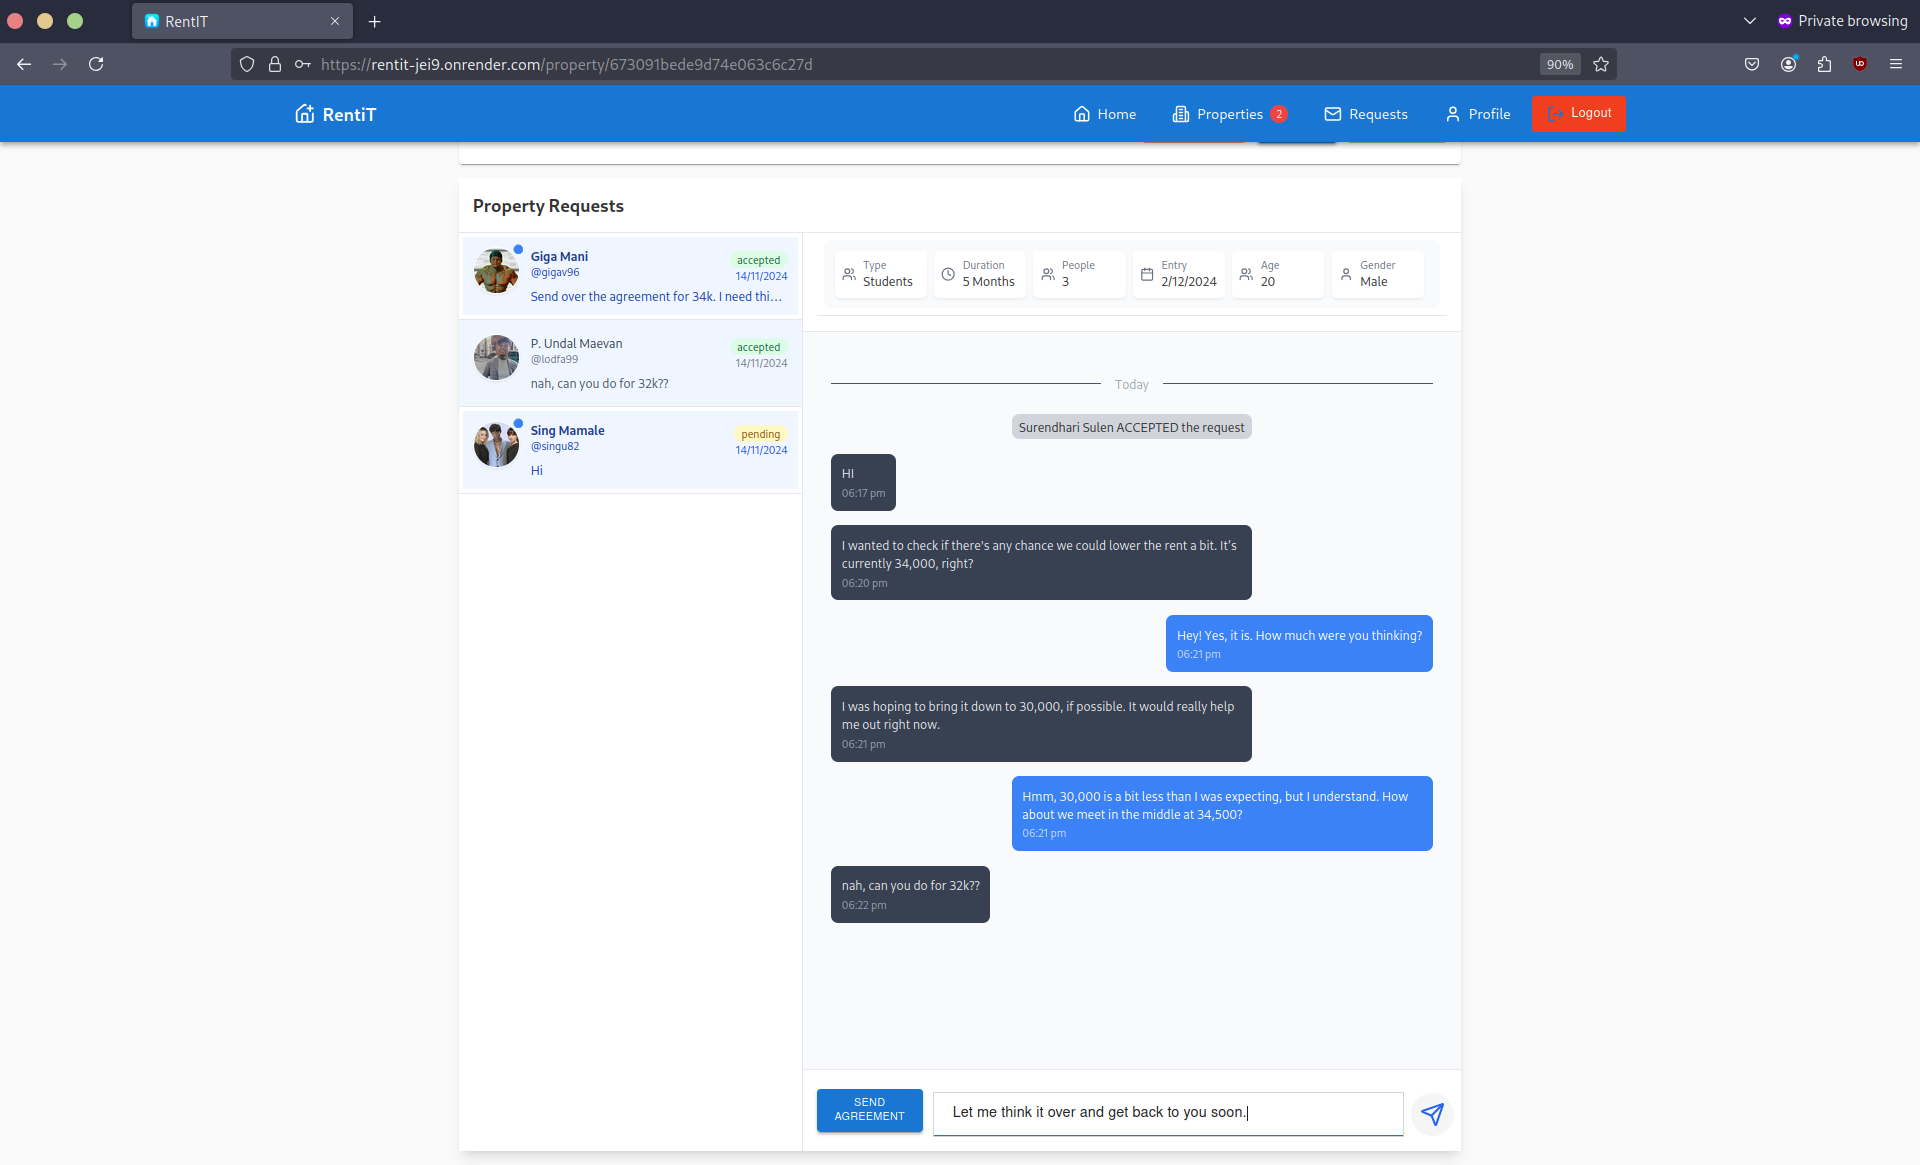 RentIT
Private browsing
https://rentit-jei9.onrender.com/property/673091bede9d74e063c6c27d
90%
RentiT
Home
Properties 2
Requests
Profile
Logout
Property Requests
Giga Mani
@gigav96
accepted
14/11/2024
Send over the agreement for 34k. I need thi...
P. Undal Maevan
@lodfa99
accepted
14/11/2024
nah, can you do for 32k??
Sing Mamale
@singu82
pending
14/11/2024
Hi
Type
Students
Duration
5 Months
People
3
Entry
2/12/2024
Age
20
Gender
Male
Today
Surendhari Sulen ACCEPTED the request
HI
06:17 pm
I wanted to check if there's any chance we could lower the rent a bit. It's
currently 34,000, right?
06:20 pm
Hey! Yes, it is. How much were you thinking?
06:21 pm
I was hoping to bring it down to 30,000, if possible. It would really help
me out right now.
06:21 pm
Hmm, 30,000 is a bit less than I was expecting, but I understand. How
about we meet in the middle at 34,500?
06:21 pm
nah, can you do for 32k??
06:22 pm
SEND
AGREEMENT
Let me think it over and get back to you soon.